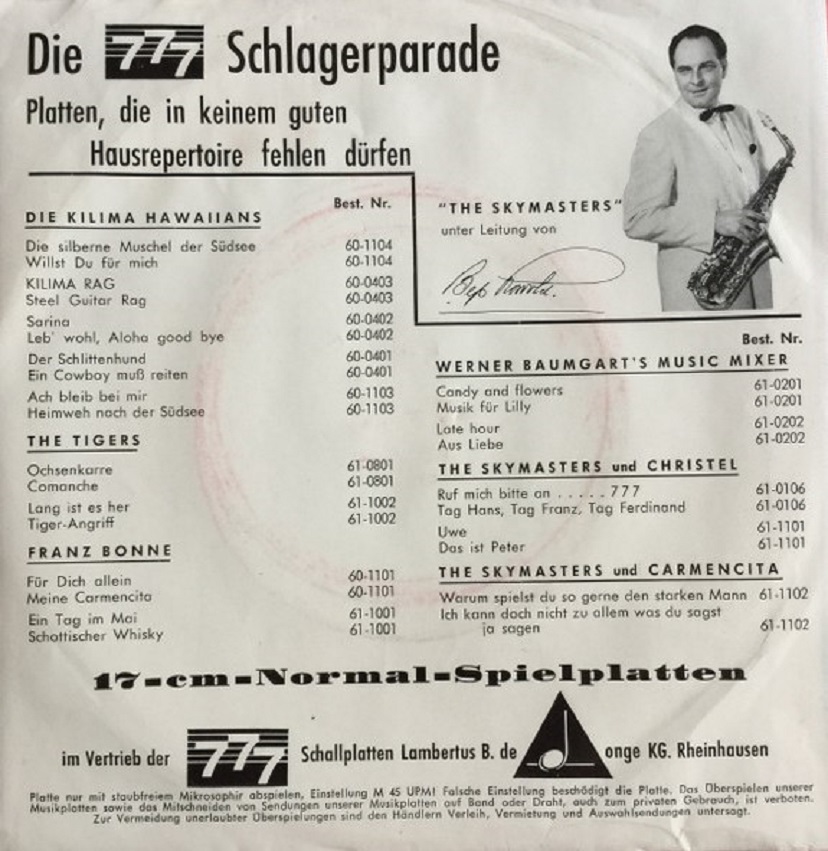 Die 777 Schlagerparade
Platten, die in keinem guten
Hausrepertoire fehlen dürfen
Best. Nr.
DIE KILIMA HAWAIIANS
Die silberne Muschel der Südsee 60-1104
Willst Du für mich 60-1104
KILIMA RAG 60-0403
Steel Guitar Rag 60-0403
Sarina 60-0402
Leb' wohl, Aloha good bye 60-0402
Der Schlittenhund 60-0401
Ein Cowboy muß reiten 60-0401
Ach bleib bei mir 60-1103
Heimweh nach der Südsee 60-1103
THE TIGERS
Ochsenkarre 61-0801
Comanche 61-0801
Lang ist es her 61-1002
Tiger-Angriff 61-1002
FRANZ BONNE
Für Dich allein 60-1101
Meine Carmencita 60-1101
Ein Tag im Mai 61-1001
Schottischer Whisky 61-1001
"THE SKYMASTERS"
unter Leitung von
Best. Nr.
WERNER BAUMGART'S MUSIC MIXER
Candy and flowers 61-0201
Musik für Lilly 61-0201
Late hour 61-0202
Aus Liebe 61-0202
THE SKYMASTERS und CHRISTEL
Ruf mich bitte an . . . . . 777 61-0106
Tag Hans, Tag Franz, Tag Ferdinand 61-0106
Uwe 61-1101
Das ist Peter 61-1101
THE SKYMASTERS und CARMENCITA
Warum spielst du so gerne den starken Mann 61-1102
Ich kann doch nicht zu allem was du sagst
ja sagen 61-1102
17-cm-Normal-Spielplatten
im Vertrieb der 777 Schallplatten Lambertus B. de Jonge KG. Rheinhausen
Platte nur mit staubfreiem Mikrosaphir abspielen, Einstellung M 45 UPM! Falsche Einstellung beschädigt die Platte. Das Überspielen unserer
Musikplatten sowie das Mitschneiden von Sendungen unserer Musikplatten auf Band oder Draht, auch zum privaten Gebrauch, ist verboten.
Zur Vermeidung unerlaubter Überspielungen sind den Händlern Verleih, Vermietung und Auswahlsendungen untersagt.